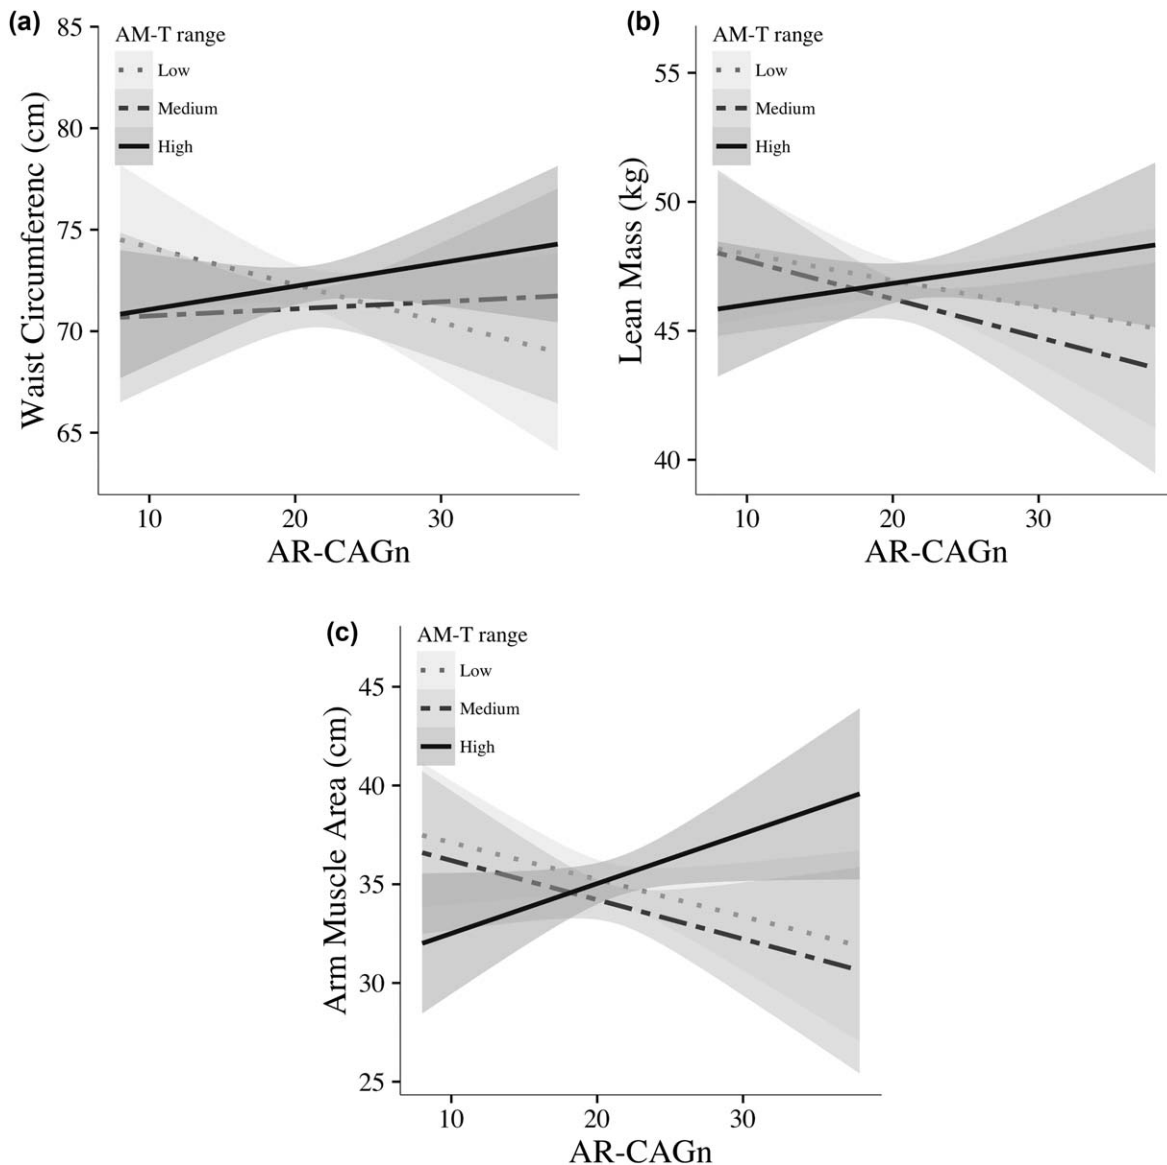 (a)
AM-T range
Low
Medium
High
85
80
75
70
65
Waist Circumferenc (cm)
10 20 30
AR-CAGn
(b)
AM-T range
Low
Medium
High
55
50
45
40
Lean Mass (kg)
10 20 30
AR-CAGn
(c)
AM-T range
Low
Medium
High
45
40
35
30
25
Arm Muscle Area (cm)
10 20 30
AR-CAGn